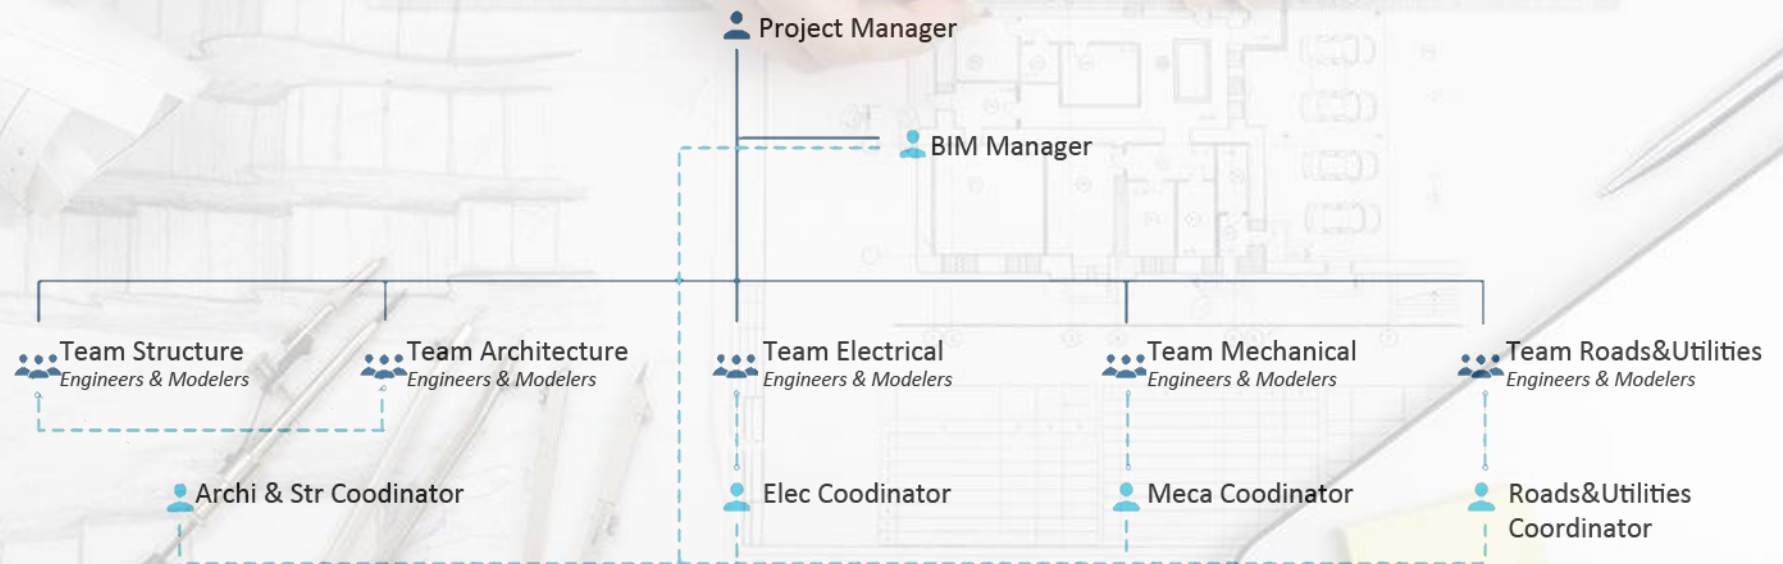 Project Manager
BIM Manager
Team Structure
Engineers & Modelers
Team Architecture
Engineers & Modelers
Team Electrical
Engineers & Modelers
Team Mechanical
Engineers & Modelers
Team Roads&Utilities
Engineers & Modelers
Archi & Str Coodinator
Elec Coodinator
Meca Coodinator
Roads&Utilities
Coordinator